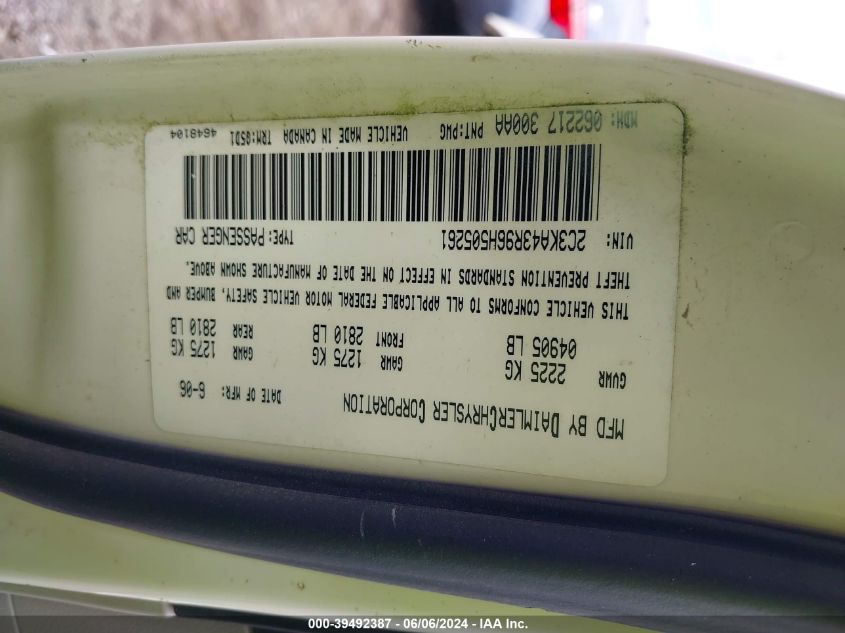 MFD BY DAIMLERCHRYSLER CORPORATION DATE OF MFR: 6-06
GVWR 2225 KG GAWR 1275 KG GAWR 1275 KG
04905 LB FRONT 2810 LB REAR 2810 LB
THIS VEHICLE CONFORMS TO ALL APPLICABLE FEDERAL MOTOR VEHICLE SAFETY, BUMPER AND
THEFT PREVENTION STANDARDS IN EFFECT ON THE DATE OF MANUFACTURE SHOWN ABOVE.
VIN: 2C3KA43R96H505261 TYPE: PASSENGER CAR
MDH: 062217 300AA PNT:PWG VEHICLE MADE IN CANADA TRM:9SD1 4648104
000-39492387 - 06/06/2024 - IAA Inc.